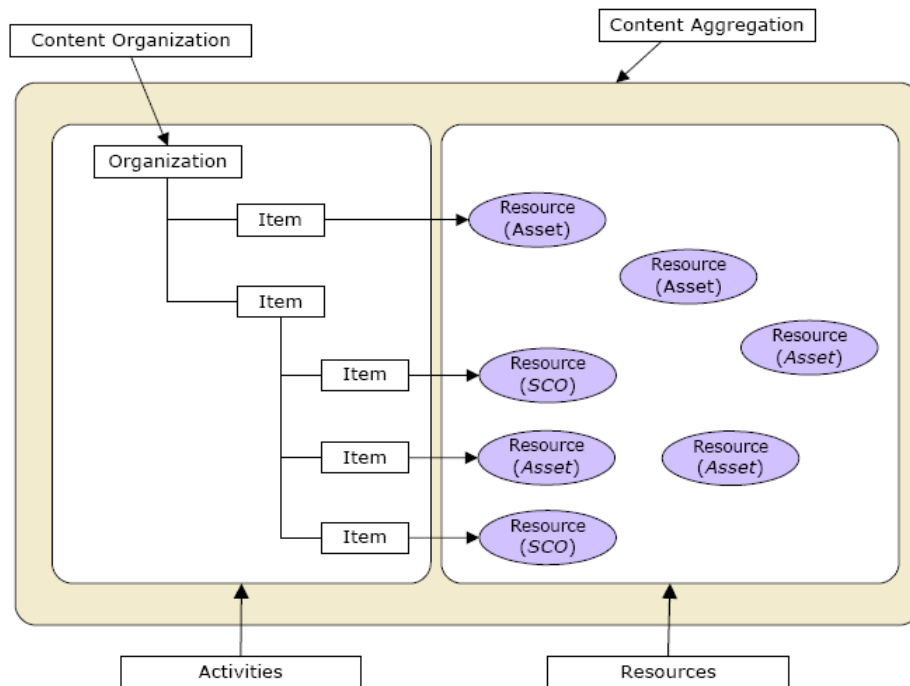 Content Organization
Content Aggregation
Organization
Item
Resource
(Asset)
Resource
(Asset)
Item
Resource
(Asset)
Item
Resource
(SCO)
Item
Resource
(Asset)
Resource
(Asset)
Item
Resource
(SCO)
Activities
Resources